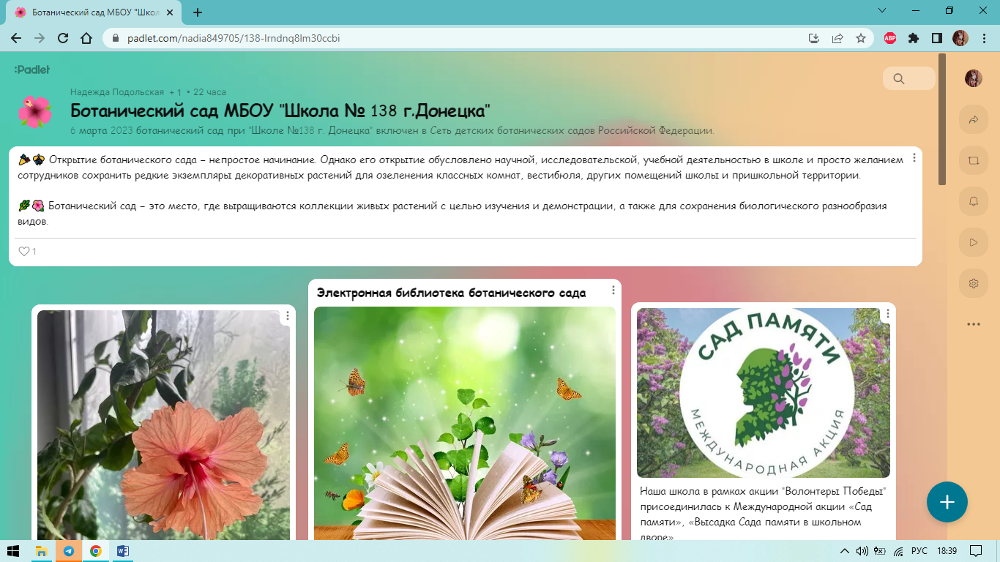 Ботанический сад МБОУ "Школ
padlet.com/nadia849705/138-lrndnq8lm30ccbi
ABP
:Padlet
Надежда Подольская + 1 • 22 часа
Ботанический сад МБОУ "Школа № 138 г.Донецка"
6 марта 2023 ботанический сад при "Школе №138 г. Донецка" включен в Сеть детских ботанических садов Российской Федерации.
Открытие ботанического сада – непростое начинание. Однако его открытие обусловлено научной, исследовательской, учебной деятельностью в школе и просто желанием
сотрудников сохранить редкие экземпляры декоративных растений для озеленения классных комнат, вестибюля, других помещений школы и пришкольной территории.
Ботанический сад – это место, где выращиваются коллекции живых растений с целью изучения и демонстрации, а также для сохранения биологического разнообразия
видов.
1
Электронная библиотека ботанического сада
САД ПАМЯТИ
МЕЖДУНАРОДНАЯ АКЦИЯ
Наша школа в рамках акции "Волонтеры Победы"
присоединилась к Международной акции «Сад
памяти», «Высадка Сада памяти в школьном
дворе»
РУС
18:39